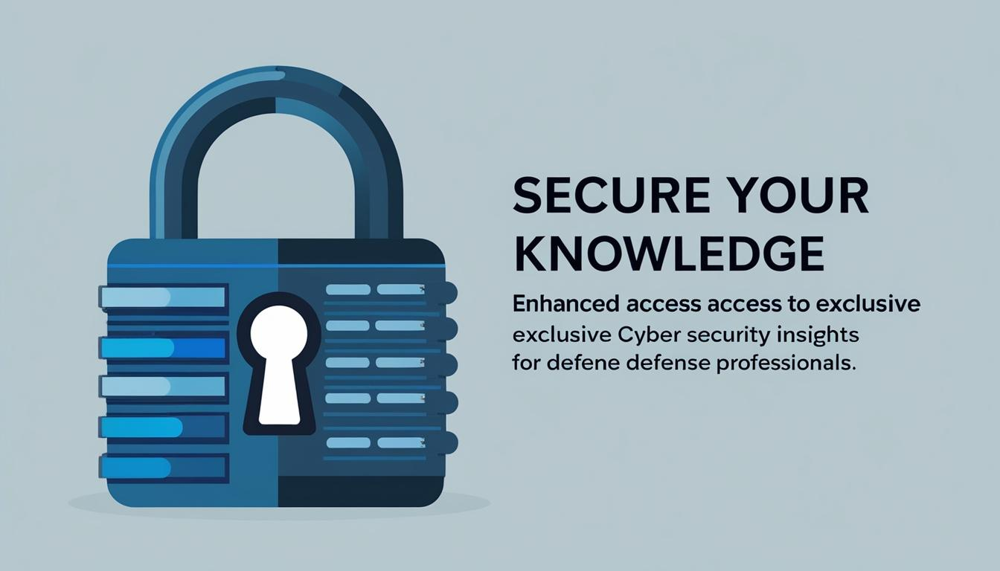 SECURE YOUR
KNOWLEDGE
Enhanced access access to exclusive
exclusive Cyber security insights
for defene defense professionals.